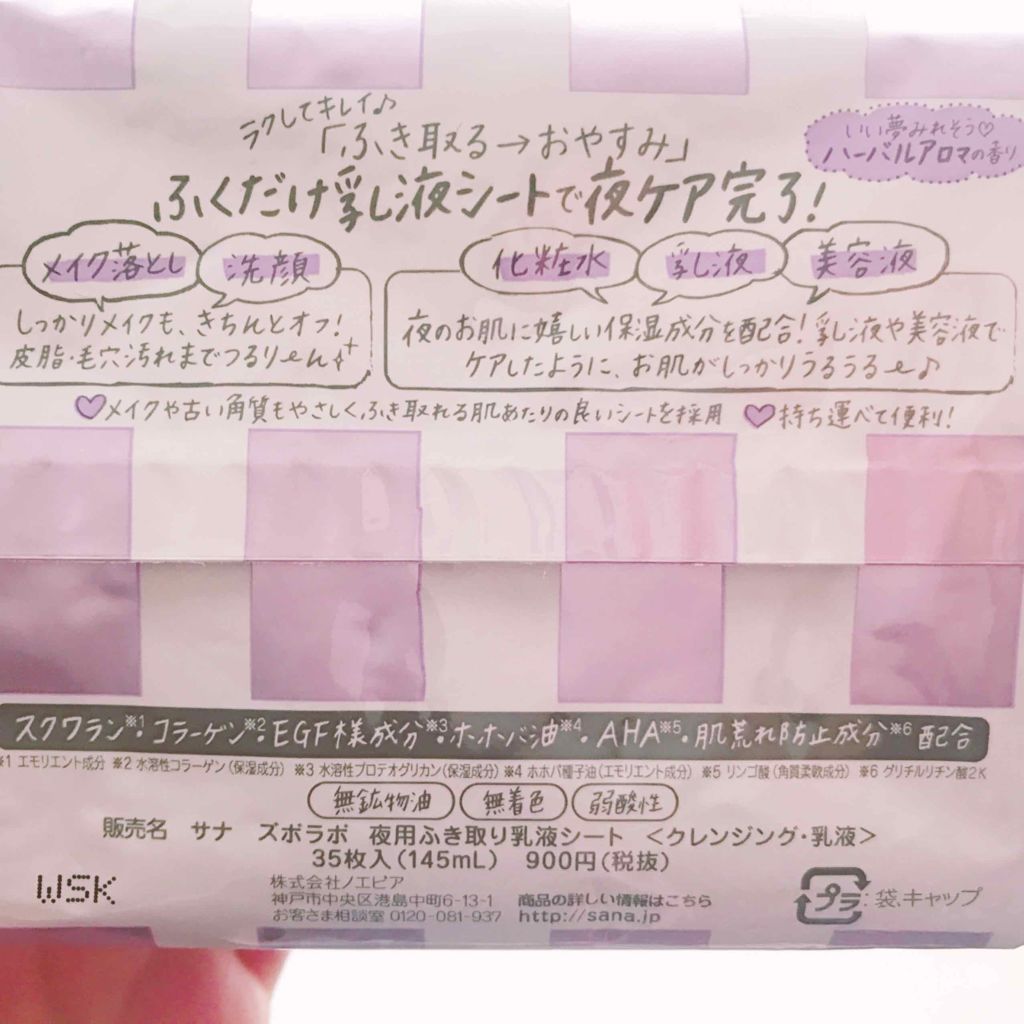 ラクしてキレイ♪
「ふき取る→おやすみ」
いい夢みれそう♡
ハーバルアロマの香り
ふくだけ乳液シートで夜ケア完了!
メイク落とし 洗顔
しっかりメイクも、きちんとオフ!
皮脂・毛穴汚れまでつるりーん
化粧水 乳液 美容液
夜のお肌に嬉しい保湿成分を配合!乳液や美容液で
ケアしたように、お肌がしっかりうるうる〜♪
♡メイクや古い角質もやさしくふき取れる肌あたりの良いシートを採用 ♡持ち運べて便利!
スクワラン※1・コラーゲン※2・EGF様成分※3・ホホバ油※4・AHA※5・肌荒れ防止成分※6 配合
※1 エモリエント成分 ※2 水溶性コラーゲン(保湿成分) ※3 水溶性プロテオグリカン(保湿成分) ※4 ホホバ種子油(エモリエント成分) ※5 リンゴ酸(角質柔軟成分) ※6 グリチルリチン酸2K
無鉱物油 無着色 弱酸性
販売名 サナ ズボラボ 夜用ふき取り乳液シート <クレンジング・乳液>
35枚入(145mL) 900円(税抜)
WSK
株式会社ノエビア
神戸市中央区港島中町6-13-1
お客さま相談室 0120-081-937
商品の詳しい情報はこちら
http://sana.jp
プラ:袋、キャップ